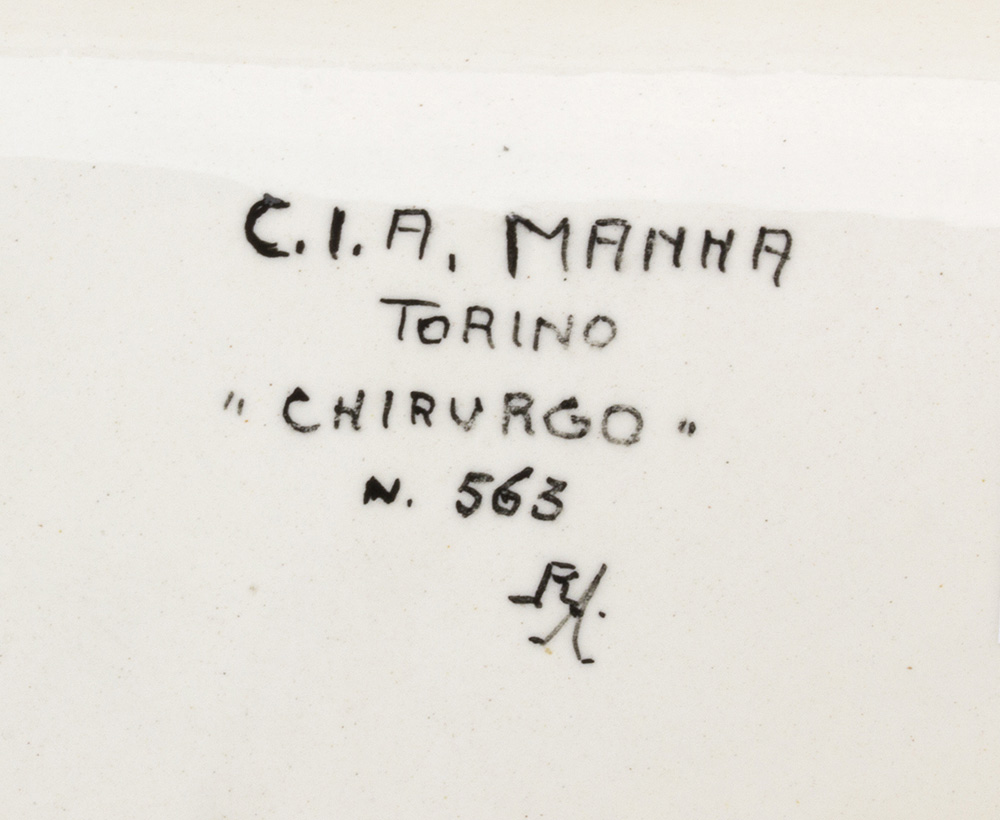 C.I.A. MANNA
TORINO
"CHIRURGO"
N. 563